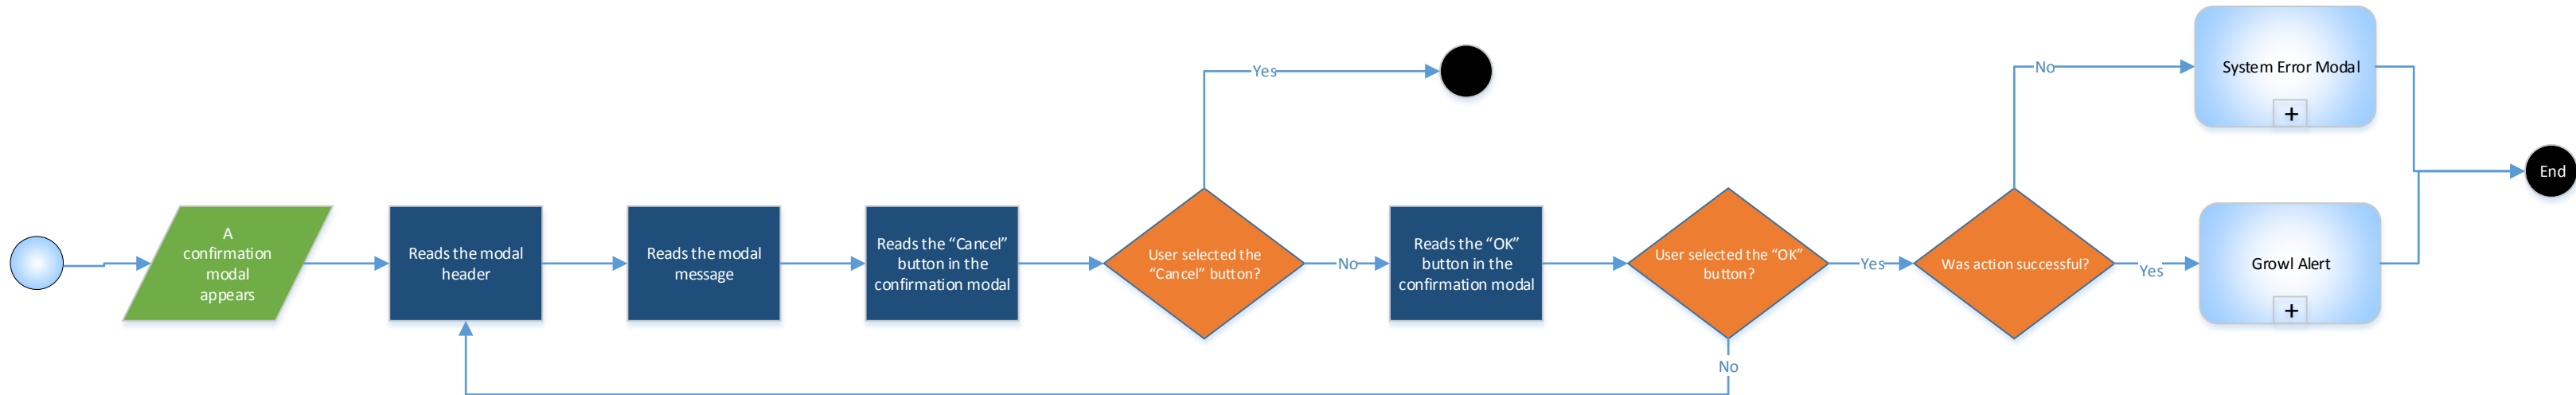 A
confirmation
modal
appears
Reads the modal
header
Reads the modal
message
Reads the “Cancel”
button in the
confirmation modal
User selected the
“Cancel” button?
Yes
No
Reads the “OK”
button in the
confirmation modal
User selected the “OK”
button?
No
Yes
Was action successful?
No
Yes
System Error Modal
+
Growl Alert
+
End